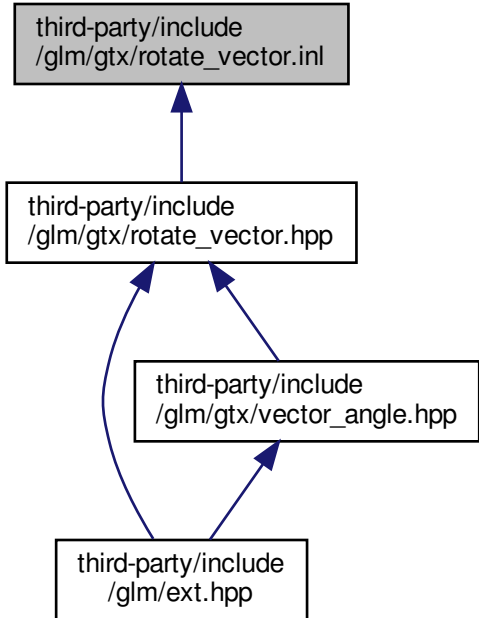 third-party/include
/glm/gtx/rotate_vector.inl
third-party/include
/glm/gtx/rotate_vector.hpp
third-party/include
/glm/gtx/vector_angle.hpp
third-party/include
/glm/ext.hpp